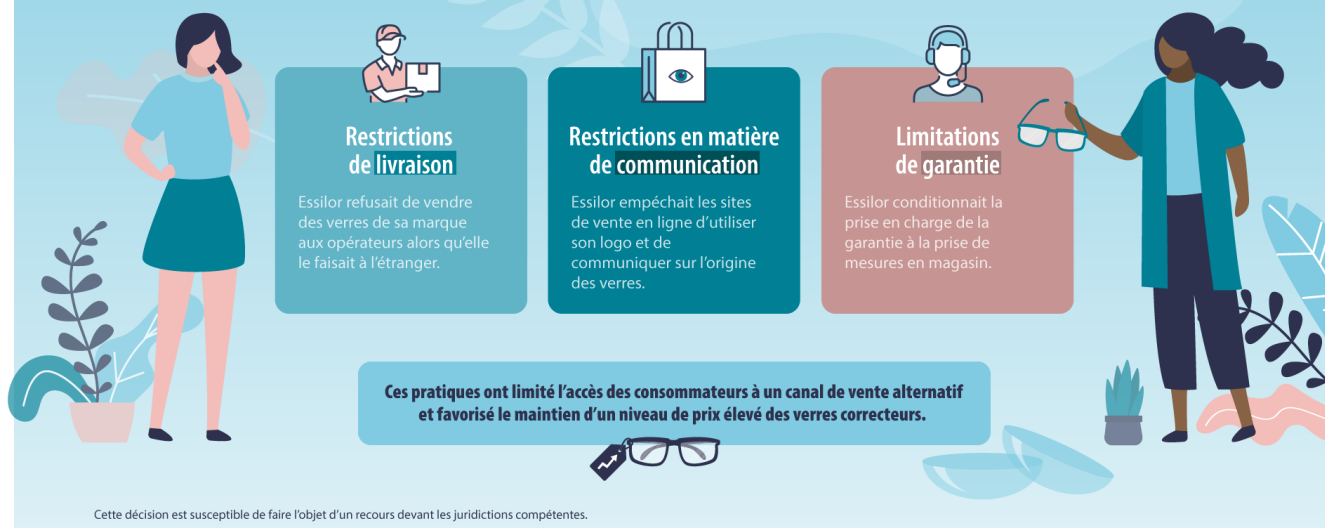 Restrictions
de livraison
Essilor refusait de vendre
des verres de sa marque
aux opérateurs alors qu'elle
le faisait à l'étranger.
Restrictions en matière
de communication
Essilor empéchait les sites
de vente en ligne d'utiliser
son logo et de
communiquer sur l'origine
des verres.
Limitations
de garantie
Essilor conditionnait la
prise en charge de la
garantie à la prise de
mesures en magasin.
Ces pratiques ont limité l'accès des consommateurs à un canal de vente alternatif
et favorisé le maintien d'un niveau de prix élevé des verres correcteurs.
Cette décision est susceptible de faire l'objet d'un recours devant les juridictions compétentes.